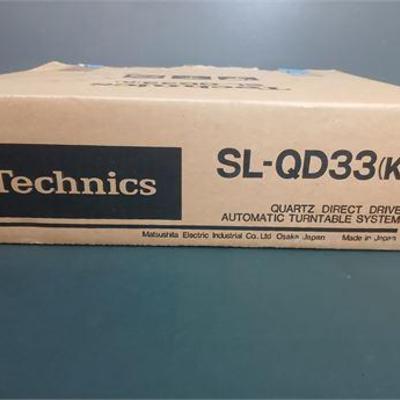 Technics
SL-QD33(K
QUARTZ DIRECT DRIVE
AUTOMATIC TURNTABLE SYSTEM
Matsushita Electric Industrial Co., Ltd. Osaka Japan Made in Japan